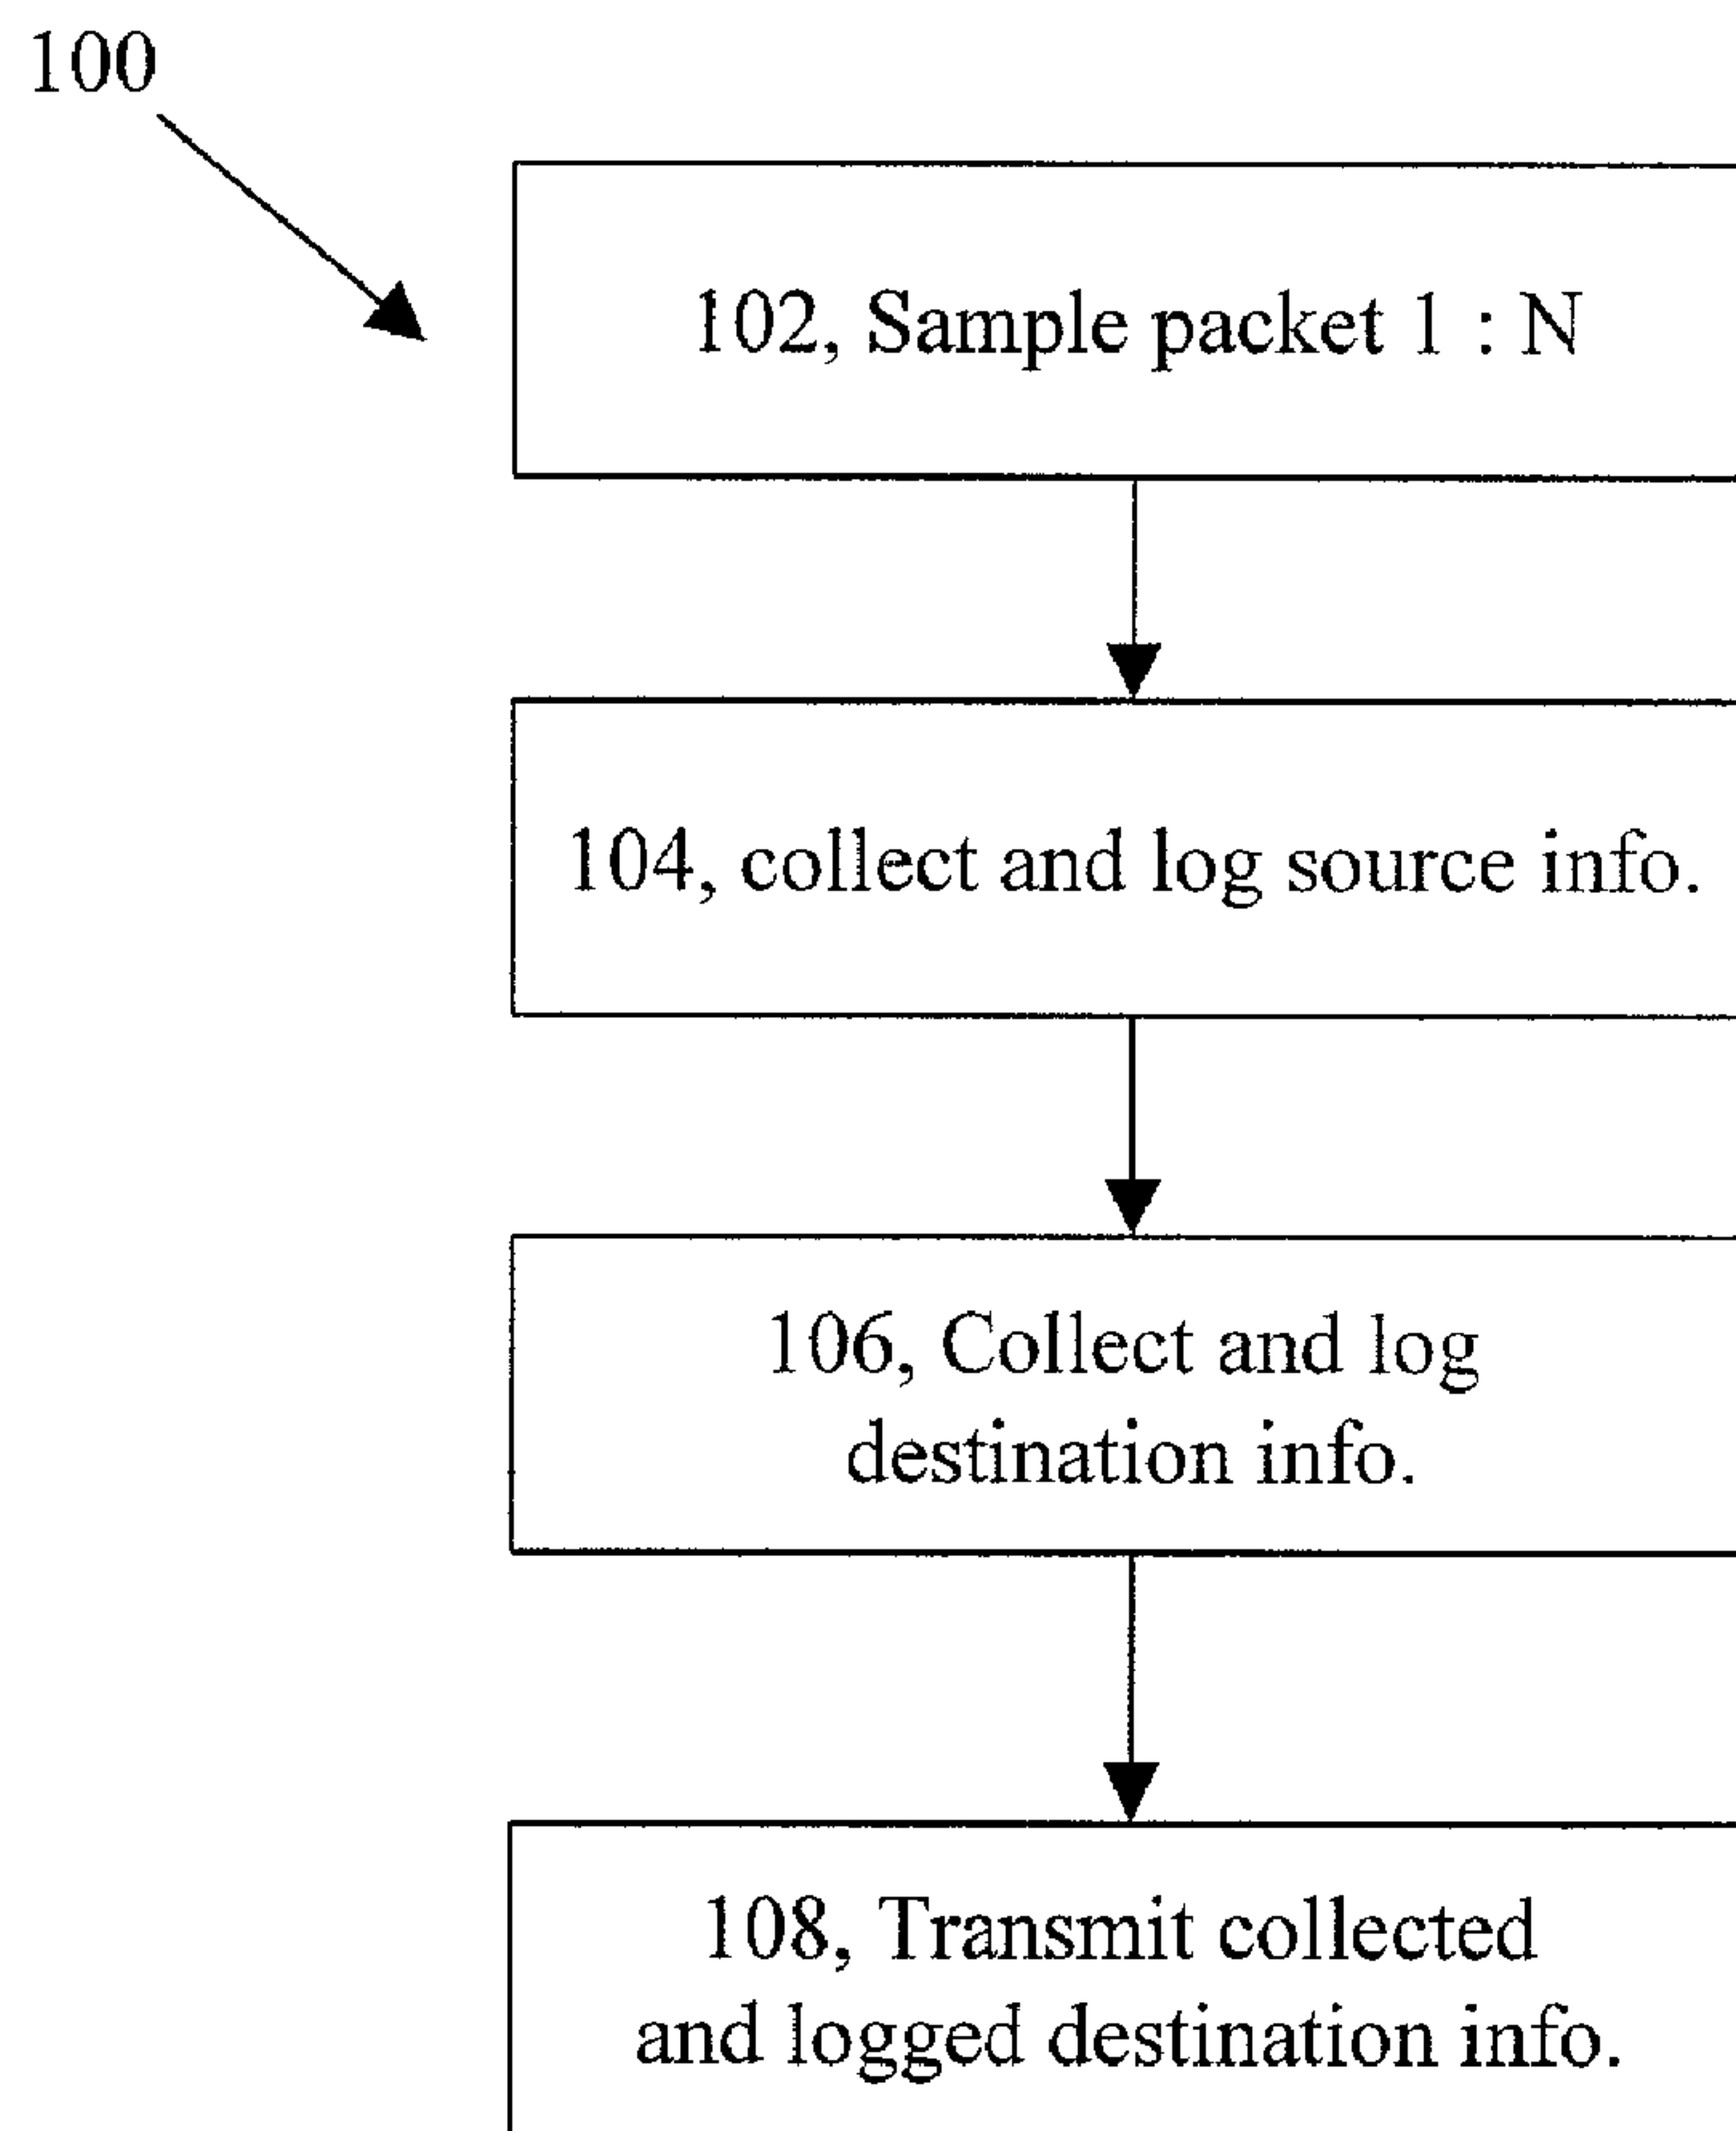 100
102, Sample packet 1 : N
104, collect and log source info.
106, Collect and log
destination info.
108, Transmit collected
and logged destination info.